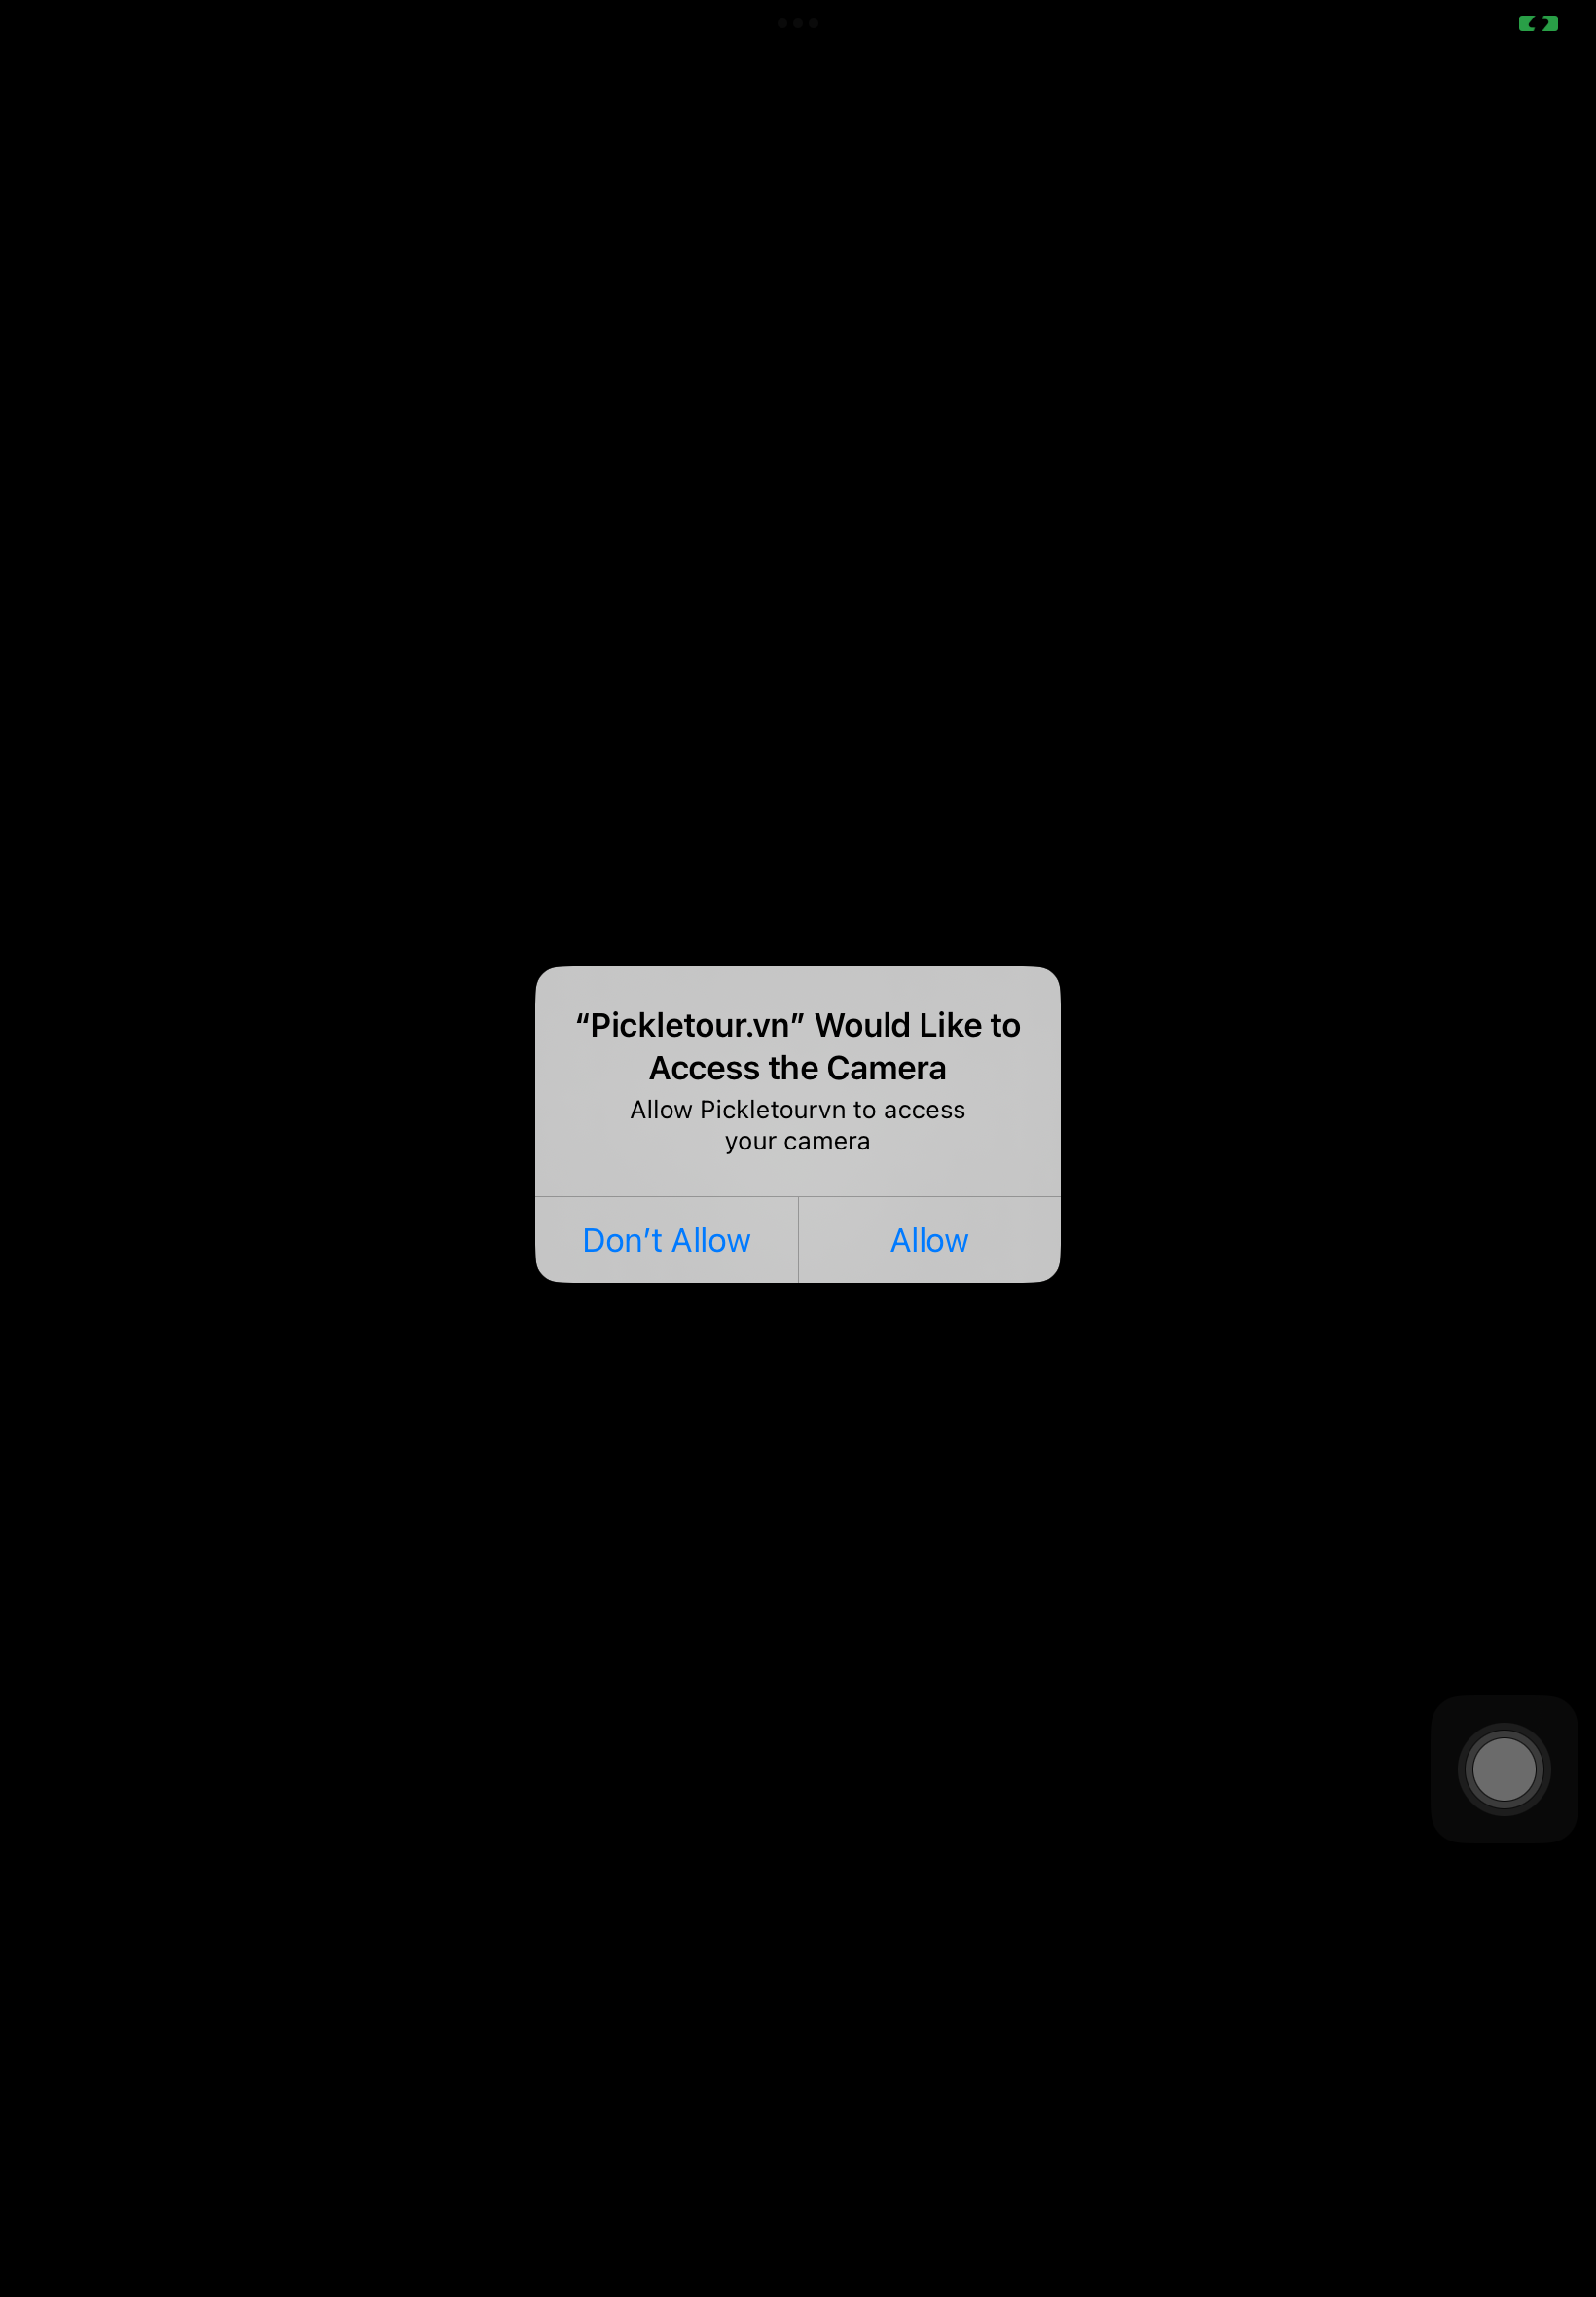 “Pickletour.vn” Would Like to
Access the Camera
Allow Pickletourvn to access
your camera
Don’t Allow
Allow